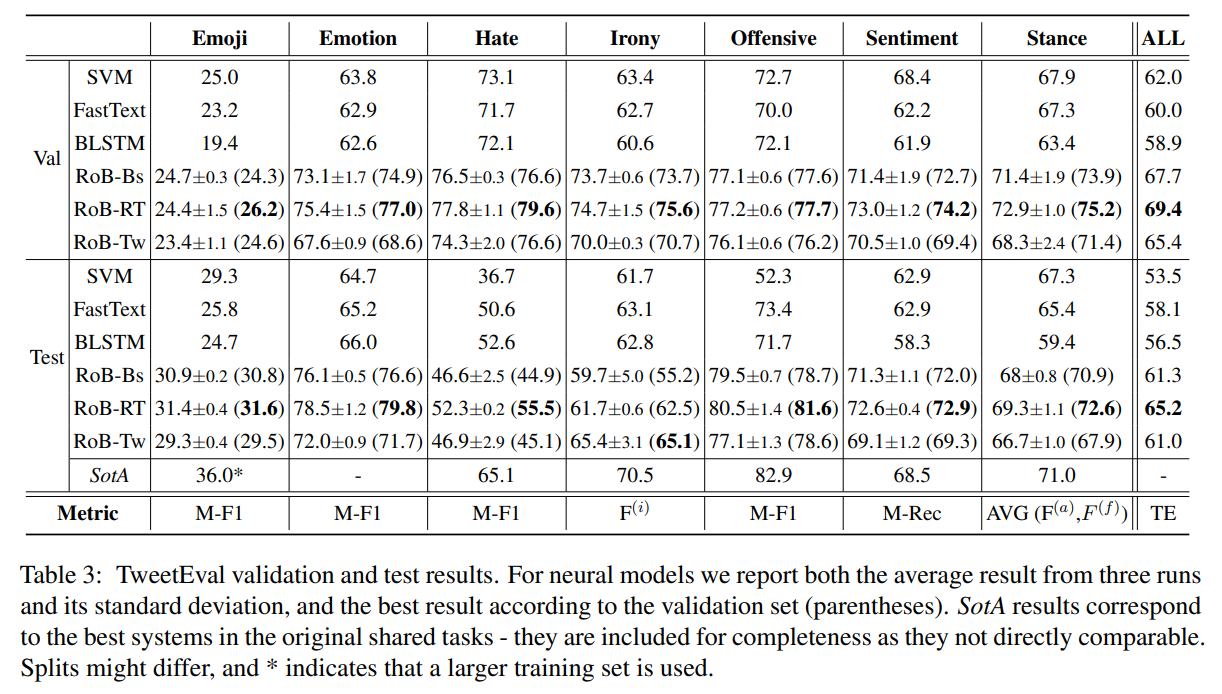 Emoji Emotion Hate Irony Offensive Sentiment Stance ALL
Val
SVM 25.0 63.8 73.1 63.4 72.7 68.4 67.9 62.0
FastText 23.2 62.9 71.7 62.7 70.0 62.2 67.3 60.0
BLSTM 19.4 62.6 72.1 60.6 72.1 61.9 63.4 58.9
RoB-Bs 24.7±0.3 (24.3) 73.1±1.7 (74.9) 76.5±0.3 (76.6) 73.7±0.6 (73.7) 77.1±0.6 (77.6) 71.4±1.9 (72.7) 71.4±1.9 (73.9) 67.7
RoB-RT 24.4±1.5 (26.2) 75.4±1.5 (77.0) 77.8±1.1 (79.6) 74.7±1.5 (75.6) 77.2±0.6 (77.7) 73.0±1.2 (74.2) 72.9±1.0 (75.2) 69.4
RoB-Tw 23.4±1.1 (24.6) 67.6±0.9 (68.6) 74.3±2.0 (76.6) 70.0±0.3 (70.7) 76.1±0.6 (76.2) 70.5±1.0 (69.4) 68.3±2.4 (71.4) 65.4
Test
SVM 29.3 64.7 36.7 61.7 52.3 62.9 67.3 53.5
FastText 25.8 65.2 50.6 63.1 73.4 62.9 65.4 58.1
BLSTM 24.7 66.0 52.6 62.8 71.7 58.3 59.4 56.5
RoB-Bs 30.9±0.2 (30.8) 76.1±0.5 (76.6) 46.6±2.5 (44.9) 59.7±5.0 (55.2) 79.5±0.7 (78.7) 71.3±1.1 (72.0) 68±0.8 (70.9) 61.3
RoB-RT 31.4±0.4 (31.6) 78.5±1.2 (79.8) 52.3±0.2 (55.5) 61.7±0.6 (62.5) 80.5±1.4 (81.6) 72.6±0.4 (72.9) 69.3±1.1 (72.6) 65.2
RoB-Tw 29.3±0.4 (29.5) 72.0±0.9 (71.7) 46.9±2.9 (45.1) 65.4±3.1 (65.1) 77.1±1.3 (78.6) 69.1±1.2 (69.3) 66.7±1.0 (67.9) 61.0
SotA 36.0* - 65.1 70.5 82.9 68.5 71.0 -
Metric M-F1 M-F1 M-F1 F(i) M-F1 M-Rec AVG (F(a),F(f)) TE
Table 3: TweetEval validation and test results. For neural models we report both the average result from three runs
and its standard deviation, and the best result according to the validation set (parentheses). SotA results correspond
to the best systems in the original shared tasks - they are included for completeness as they not directly comparable.
Splits might differ, and * indicates that a larger training set is used.